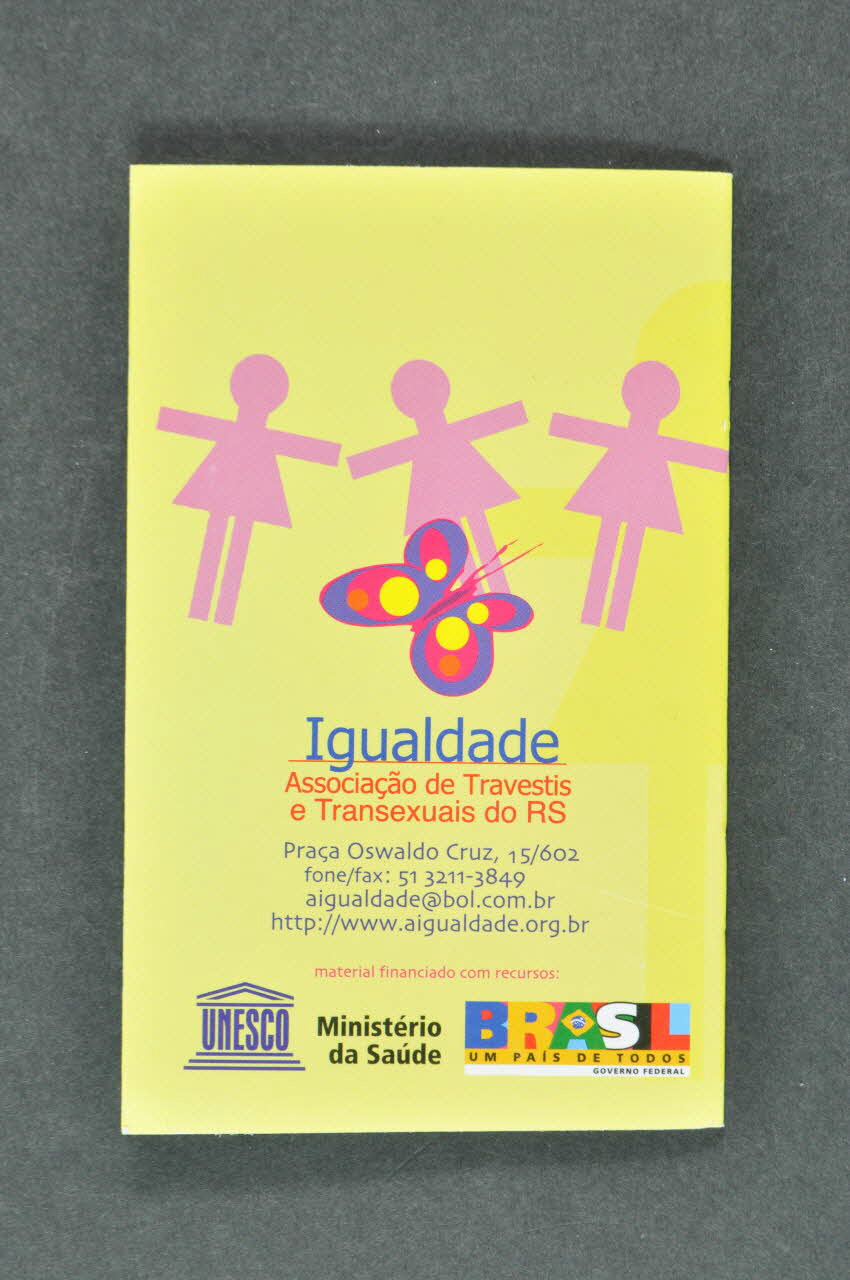 Igualdade
Associação de Travestis
e Transexuais do RS
Praça Oswaldo Cruz, 15/602
fone/fax: 51 3211-3849
aigualdade@bol.com.br
http://www.aigualdade.org.br
material financiado com recursos:
UNESCO
Ministério
da Saúde
BRASIL
UM PAÍS DE TODOS
GOVERNO FEDERAL